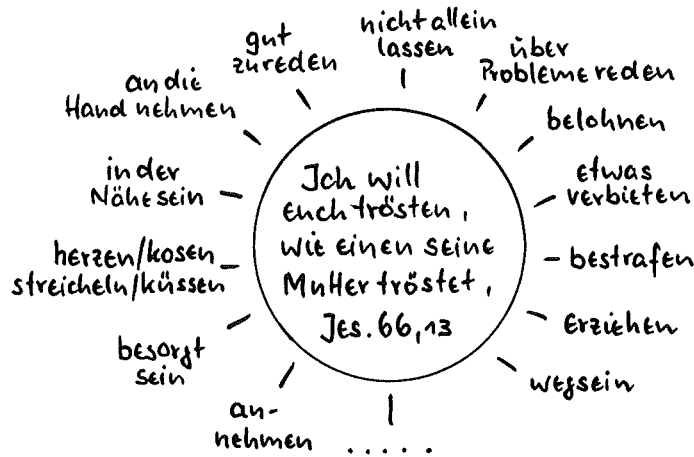 nicht allein
lassen
über
Probleme reden
belohnen
etwas
verbieten
bestrafen
Erziehen
wegsein
.....
an-
nehmen
besorgt
sein
herzen/kosen
streicheln/küssen
in der
Nähe sein
an die
Hand nehmen
gut
zureden
Ich will
euch trösten,
wie einen seine
Mutter tröstet,
Jes. 66,13